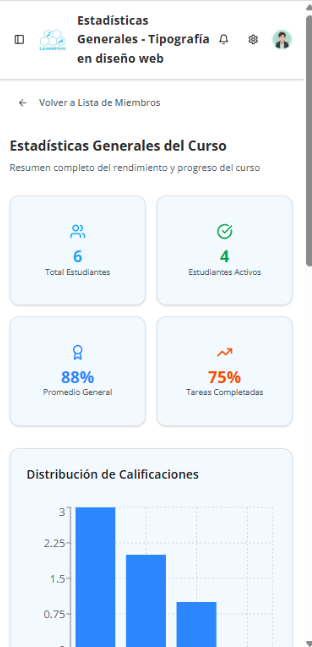 Estadísticas
Generales - Tipografía
en diseño web
LEARNERVE
Volver a Lista de Miembros
Estadísticas Generales del Curso
Resumen completo del rendimiento y progreso del curso
6
Total Estudiantes
4
Estudiantes Activos
88%
Promedio General
75%
Tareas Completadas
Distribución de Calificaciones
3
2.25
1.5
0.75